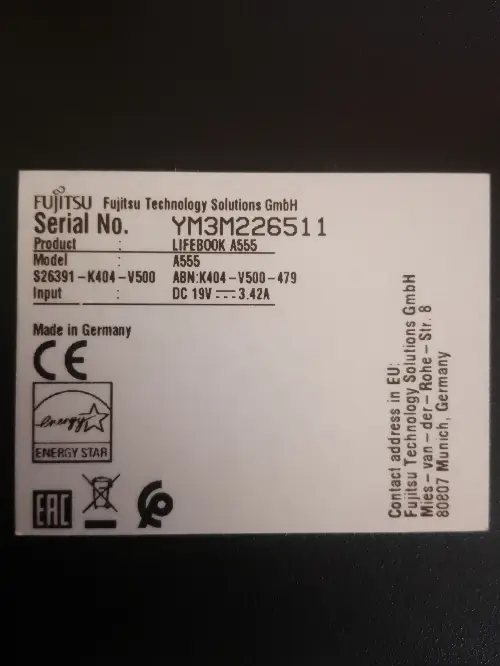 FUJITSU Fujitsu Technology Solutions GmbH
Serial No. YM3M226511
Product : LIFEBOOK A555
Model : A555
S26391-K404-V500 ABN:K404-V500-479
Input : DC 19V ⎓ 3.42A
Made in Germany
CE
energy
ENERGY STAR
EAC
Contact address in EU:
Fujitsu Technology Solutions GmbH
Mies-van-der-Rohe-Str. 8
80807 Munich, Germany